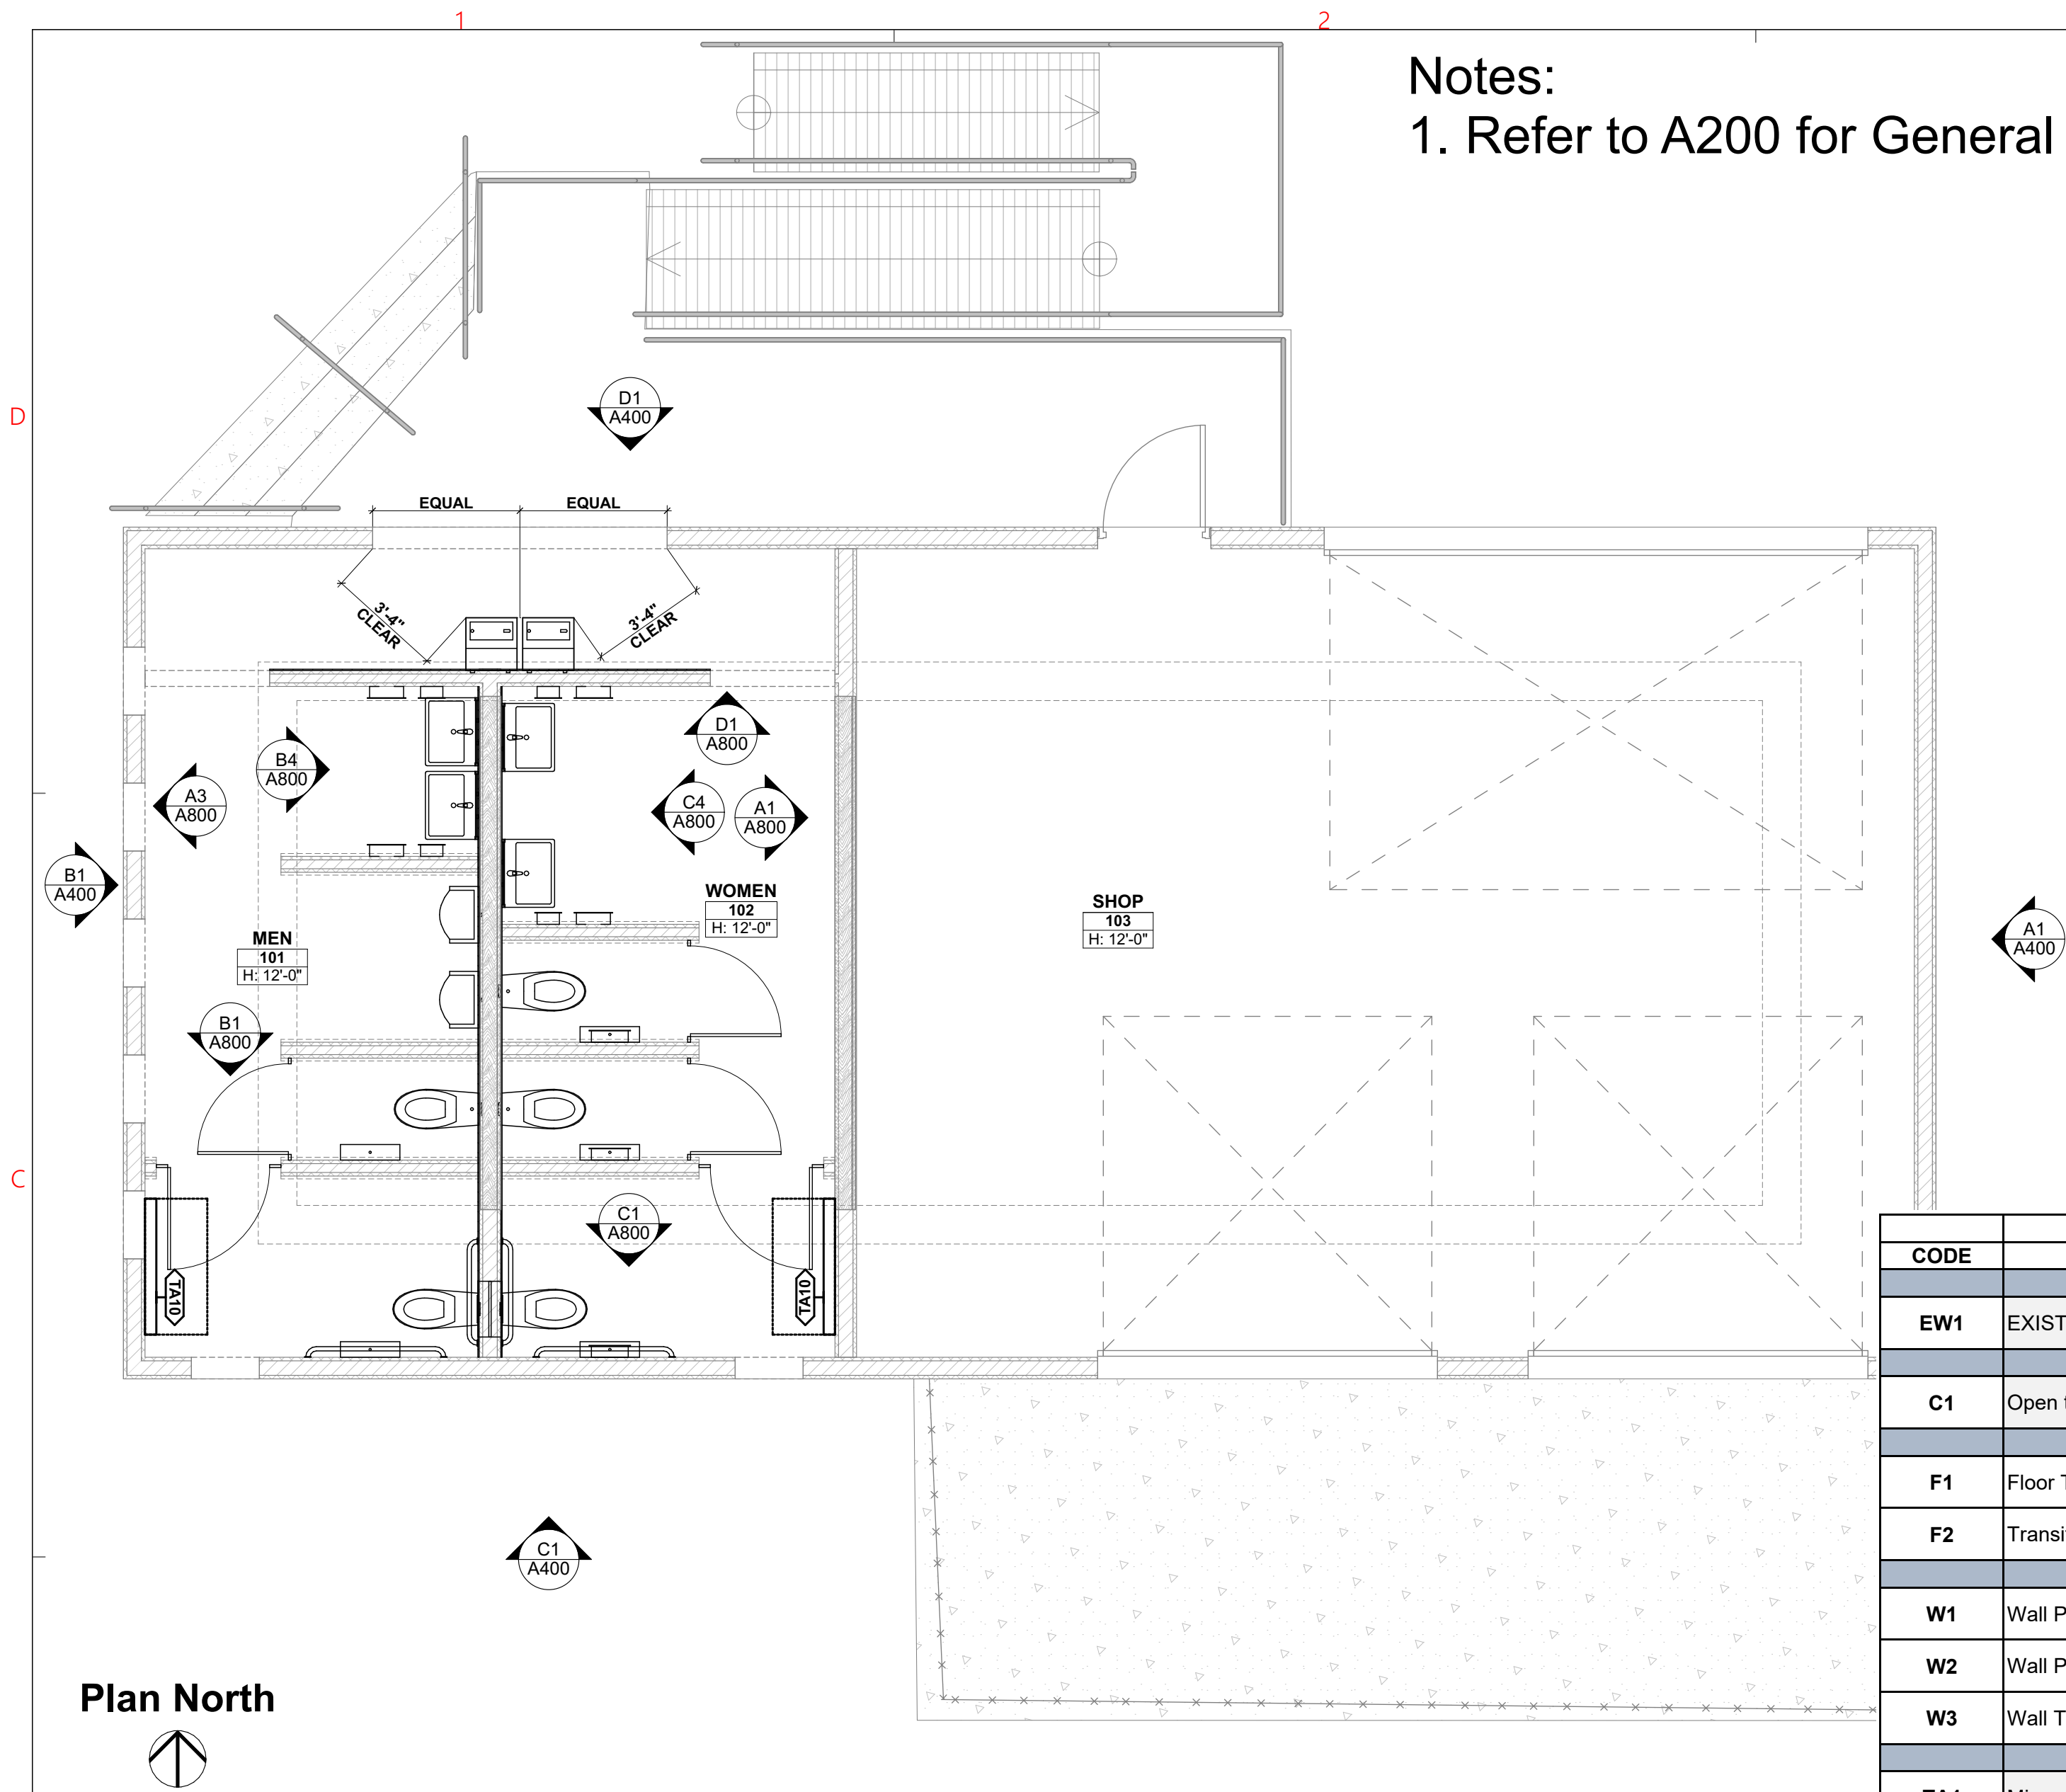 1
2
Notes:
1. Refer to A200 for General
D1
A400
D
EQUAL
EQUAL
3'-4"
CLEAR
3'-4"
CLEAR
D1
A800
B4
A800
A3
A800
C4
A800
A1
A800
B1
A400
WOMEN
102
H: 12'-0"
SHOP
103
H: 12'-0"
MEN
101
H: 12'-0"
A1
A400
B1
A800
C
C1
A800
TA10
TA10
CODE
EW1 EXIST
C1 Open
F1 Floor T
F2 Transi
W1 Wall P
W2 Wall P
W3 Wall T
C1
A400
Plan North